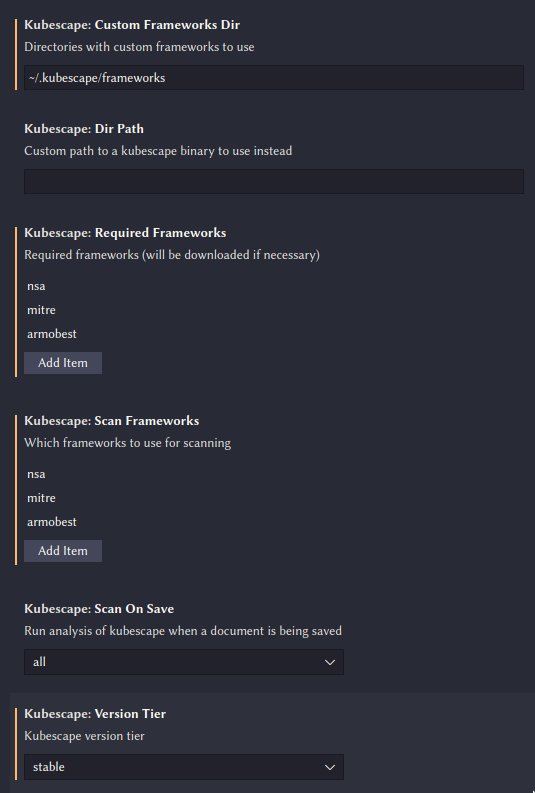 Kubescape: Custom Frameworks Dir
Directories with custom frameworks to use
~/.kubescape/frameworks
Kubescape: Dir Path
Custom path to a kubescape binary to use instead
Kubescape: Required Frameworks
Required frameworks (will be downloaded if necessary)
nsa
mitre
armobest
Add Item
Kubescape: Scan Frameworks
Which frameworks to use for scanning
nsa
mitre
armobest
Add Item
Kubescape: Scan On Save
Run analysis of kubescape when a document is being saved
all
Kubescape: Version Tier
Kubescape version tier
stable